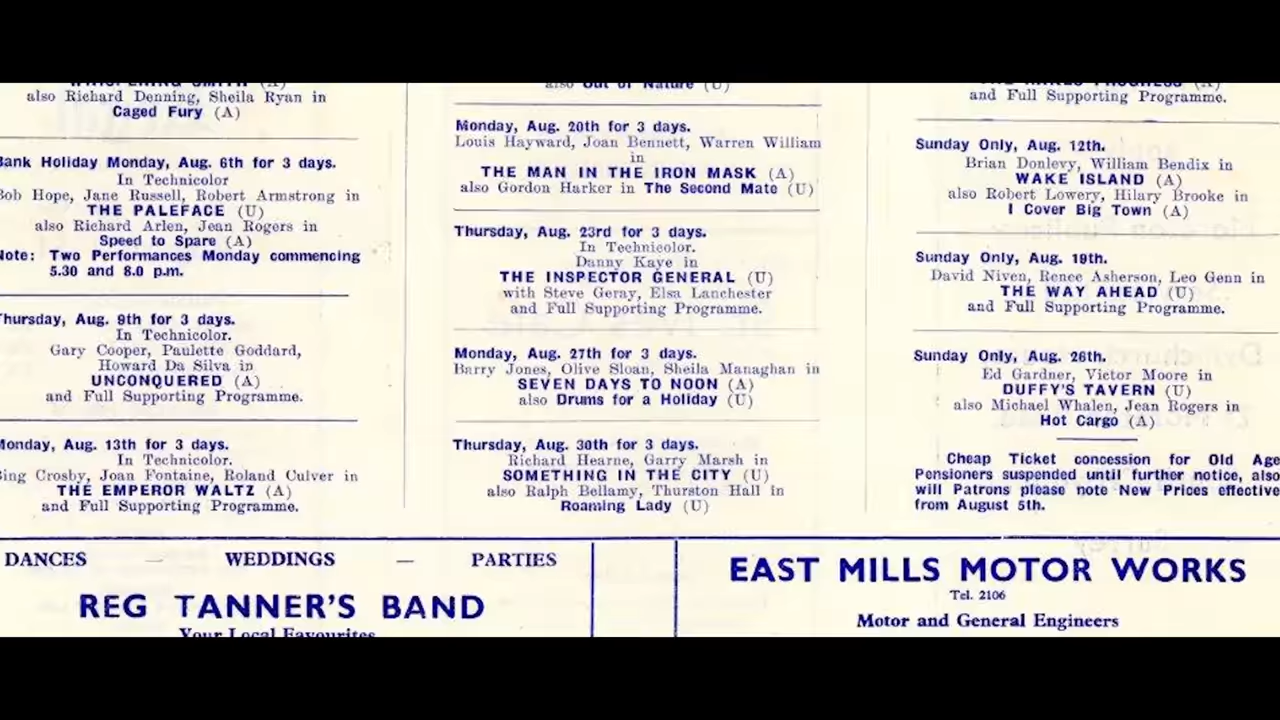 WHISPERING SMITH (A)
also Richard Denning, Sheila Ryan in
Caged Fury (A)
Bank Holiday Monday, Aug. 6th for 3 days.
In Technicolor
Bob Hope, Jane Russell, Robert Armstrong in
THE PALEFACE (U)
also Richard Arlen, Jean Rogers in
Speed to Spare (A)
Note: Two Performances Monday commencing
5.30 and 8.0 p.m.
Thursday, Aug. 9th for 3 days.
In Technicolor.
Gary Cooper, Paulette Goddard,
Howard Da Silva in
UNCONQUERED (A)
and Full Supporting Programme.
Monday, Aug. 13th for 3 days.
In Technicolor.
Bing Crosby, Joan Fontaine, Roland Culver in
THE EMPEROR WALTZ (A)
and Full Supporting Programme.
also Out of Nature (U)
Monday, Aug. 20th for 3 days.
Louis Hayward, Joan Bennett, Warren William
in
THE MAN IN THE IRON MASK (A)
also Gordon Harker in The Second Mate (U)
Thursday, Aug. 23rd for 3 days.
In Technicolor.
Danny Kaye in
THE INSPECTOR GENERAL (U)
with Steve Geray, Elsa Lanchester
and Full Supporting Programme.
Monday, Aug. 27th for 3 days.
Barry Jones, Olive Sloan, Sheila Managhan in
SEVEN DAYS TO NOON (A)
also Drums for a Holiday (U)
Thursday, Aug. 30th for 3 days.
Richard Hearne, Garry Marsh in
SOMETHING IN THE CITY (U)
also Ralph Bellamy, Thurston Hall in
Roaming Lady (U)
THE RAKES PROGRESS (A)
and Full Supporting Programme.
Sunday Only, Aug. 12th.
Brian Donlevy, William Bendix in
WAKE ISLAND (A)
also Robert Lowery, Hilary Brooke in
I Cover Big Town (A)
Sunday Only, Aug. 19th.
David Niven, Renee Asherson, Leo Genn in
THE WAY AHEAD (U)
and Full Supporting Programme.
Sunday Only, Aug. 26th.
Ed Gardner, Victor Moore in
DUFFY'S TAVERN (U)
also Michael Whalen, Jean Rogers in
Hot Cargo (A)
Cheap Ticket concession for Old Age
Pensioners suspended until further notice, also
will Patrons please note New Prices effective
from August 5th.
DANCES — WEDDINGS — PARTIES
REG TANNER'S BAND
Your Local Favourites
EAST MILLS MOTOR WORKS
Tel. 2106
Motor and General Engineers